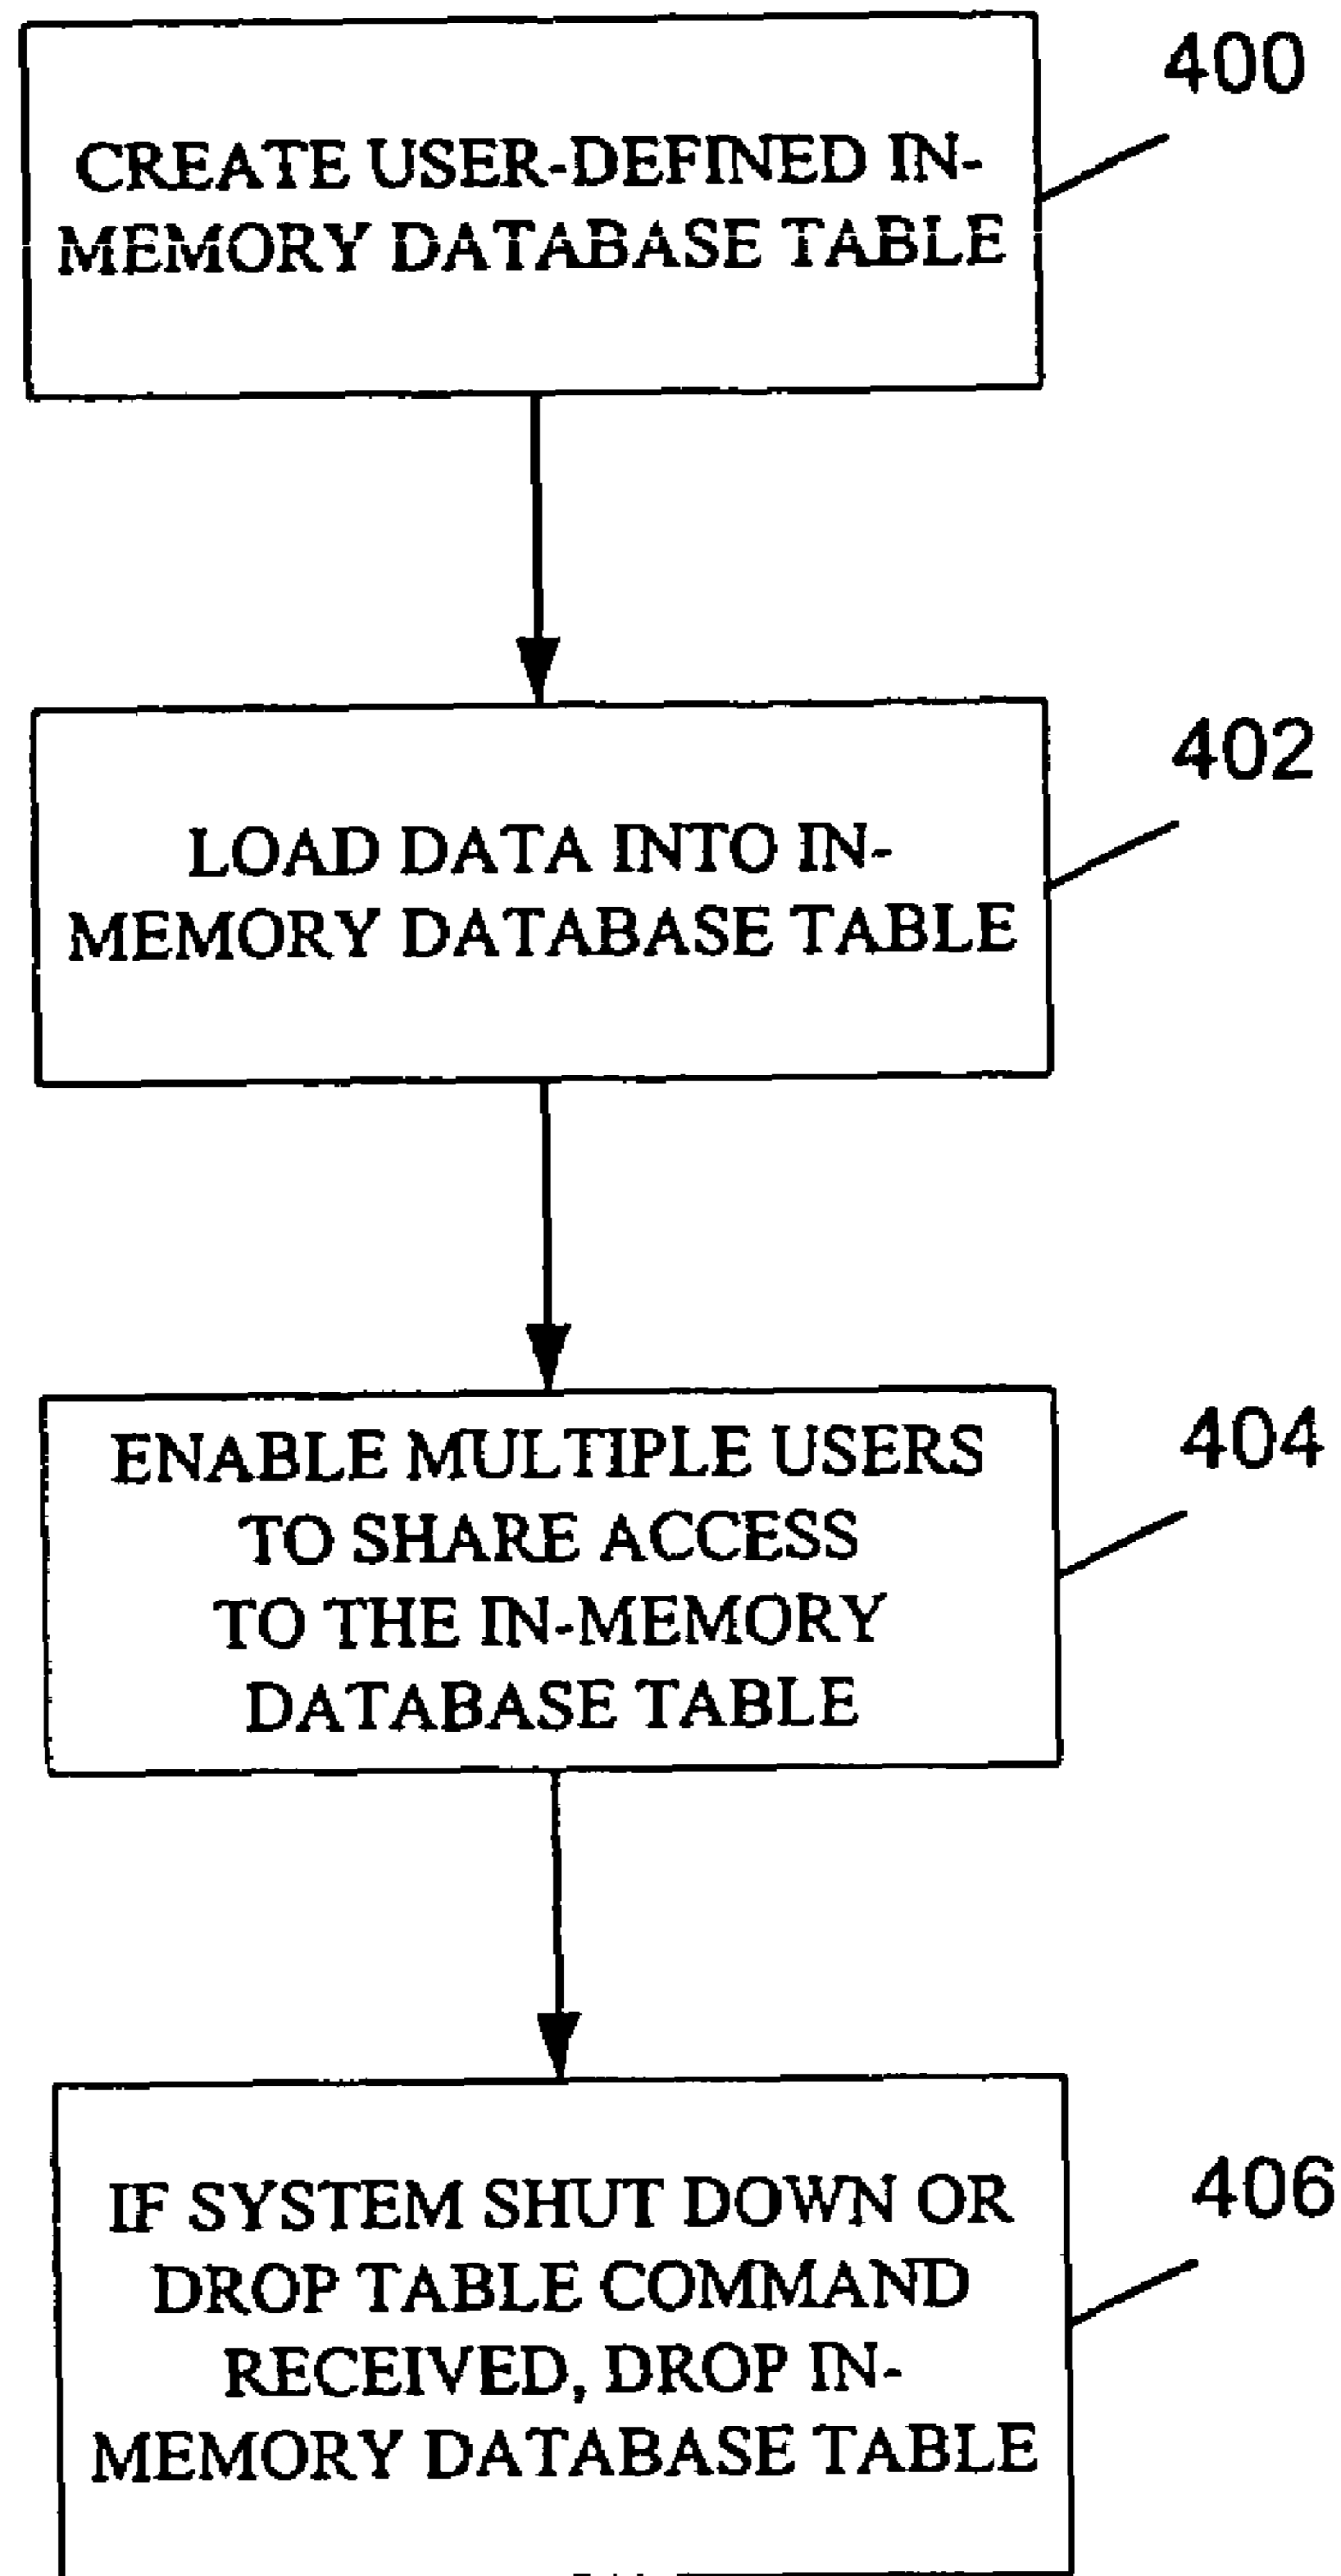 400
CREATE USER-DEFINED IN-
MEMORY DATABASE TABLE
402
LOAD DATA INTO IN-
MEMORY DATABASE TABLE
404
ENABLE MULTIPLE USERS
TO SHARE ACCESS
TO THE IN-MEMORY
DATABASE TABLE
406
IF SYSTEM SHUT DOWN OR
DROP TABLE COMMAND
RECEIVED, DROP IN-
MEMORY DATABASE TABLE